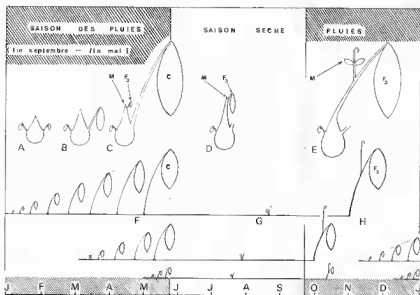 SAISON DES PLUIES
(fin septembre — fin mai)
SAISON SECHE
PLUIES
M F₃ C
M F₃
M F₃
A B C D E
C F₃
F G H
J F M A M J J A S O N D